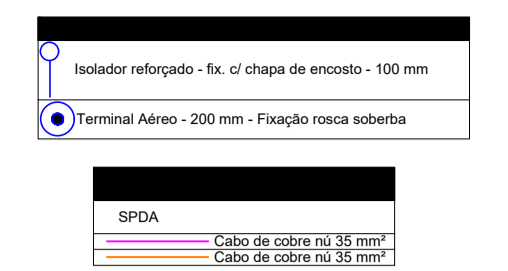 Isolador reforçado - fix. c/ chapa de encosto - 100 mm
Terminal Aéreo - 200 mm - Fixação rosca soberba
SPDA
Cabo de cobre nú 35 mm²
Cabo de cobre nú 35 mm²